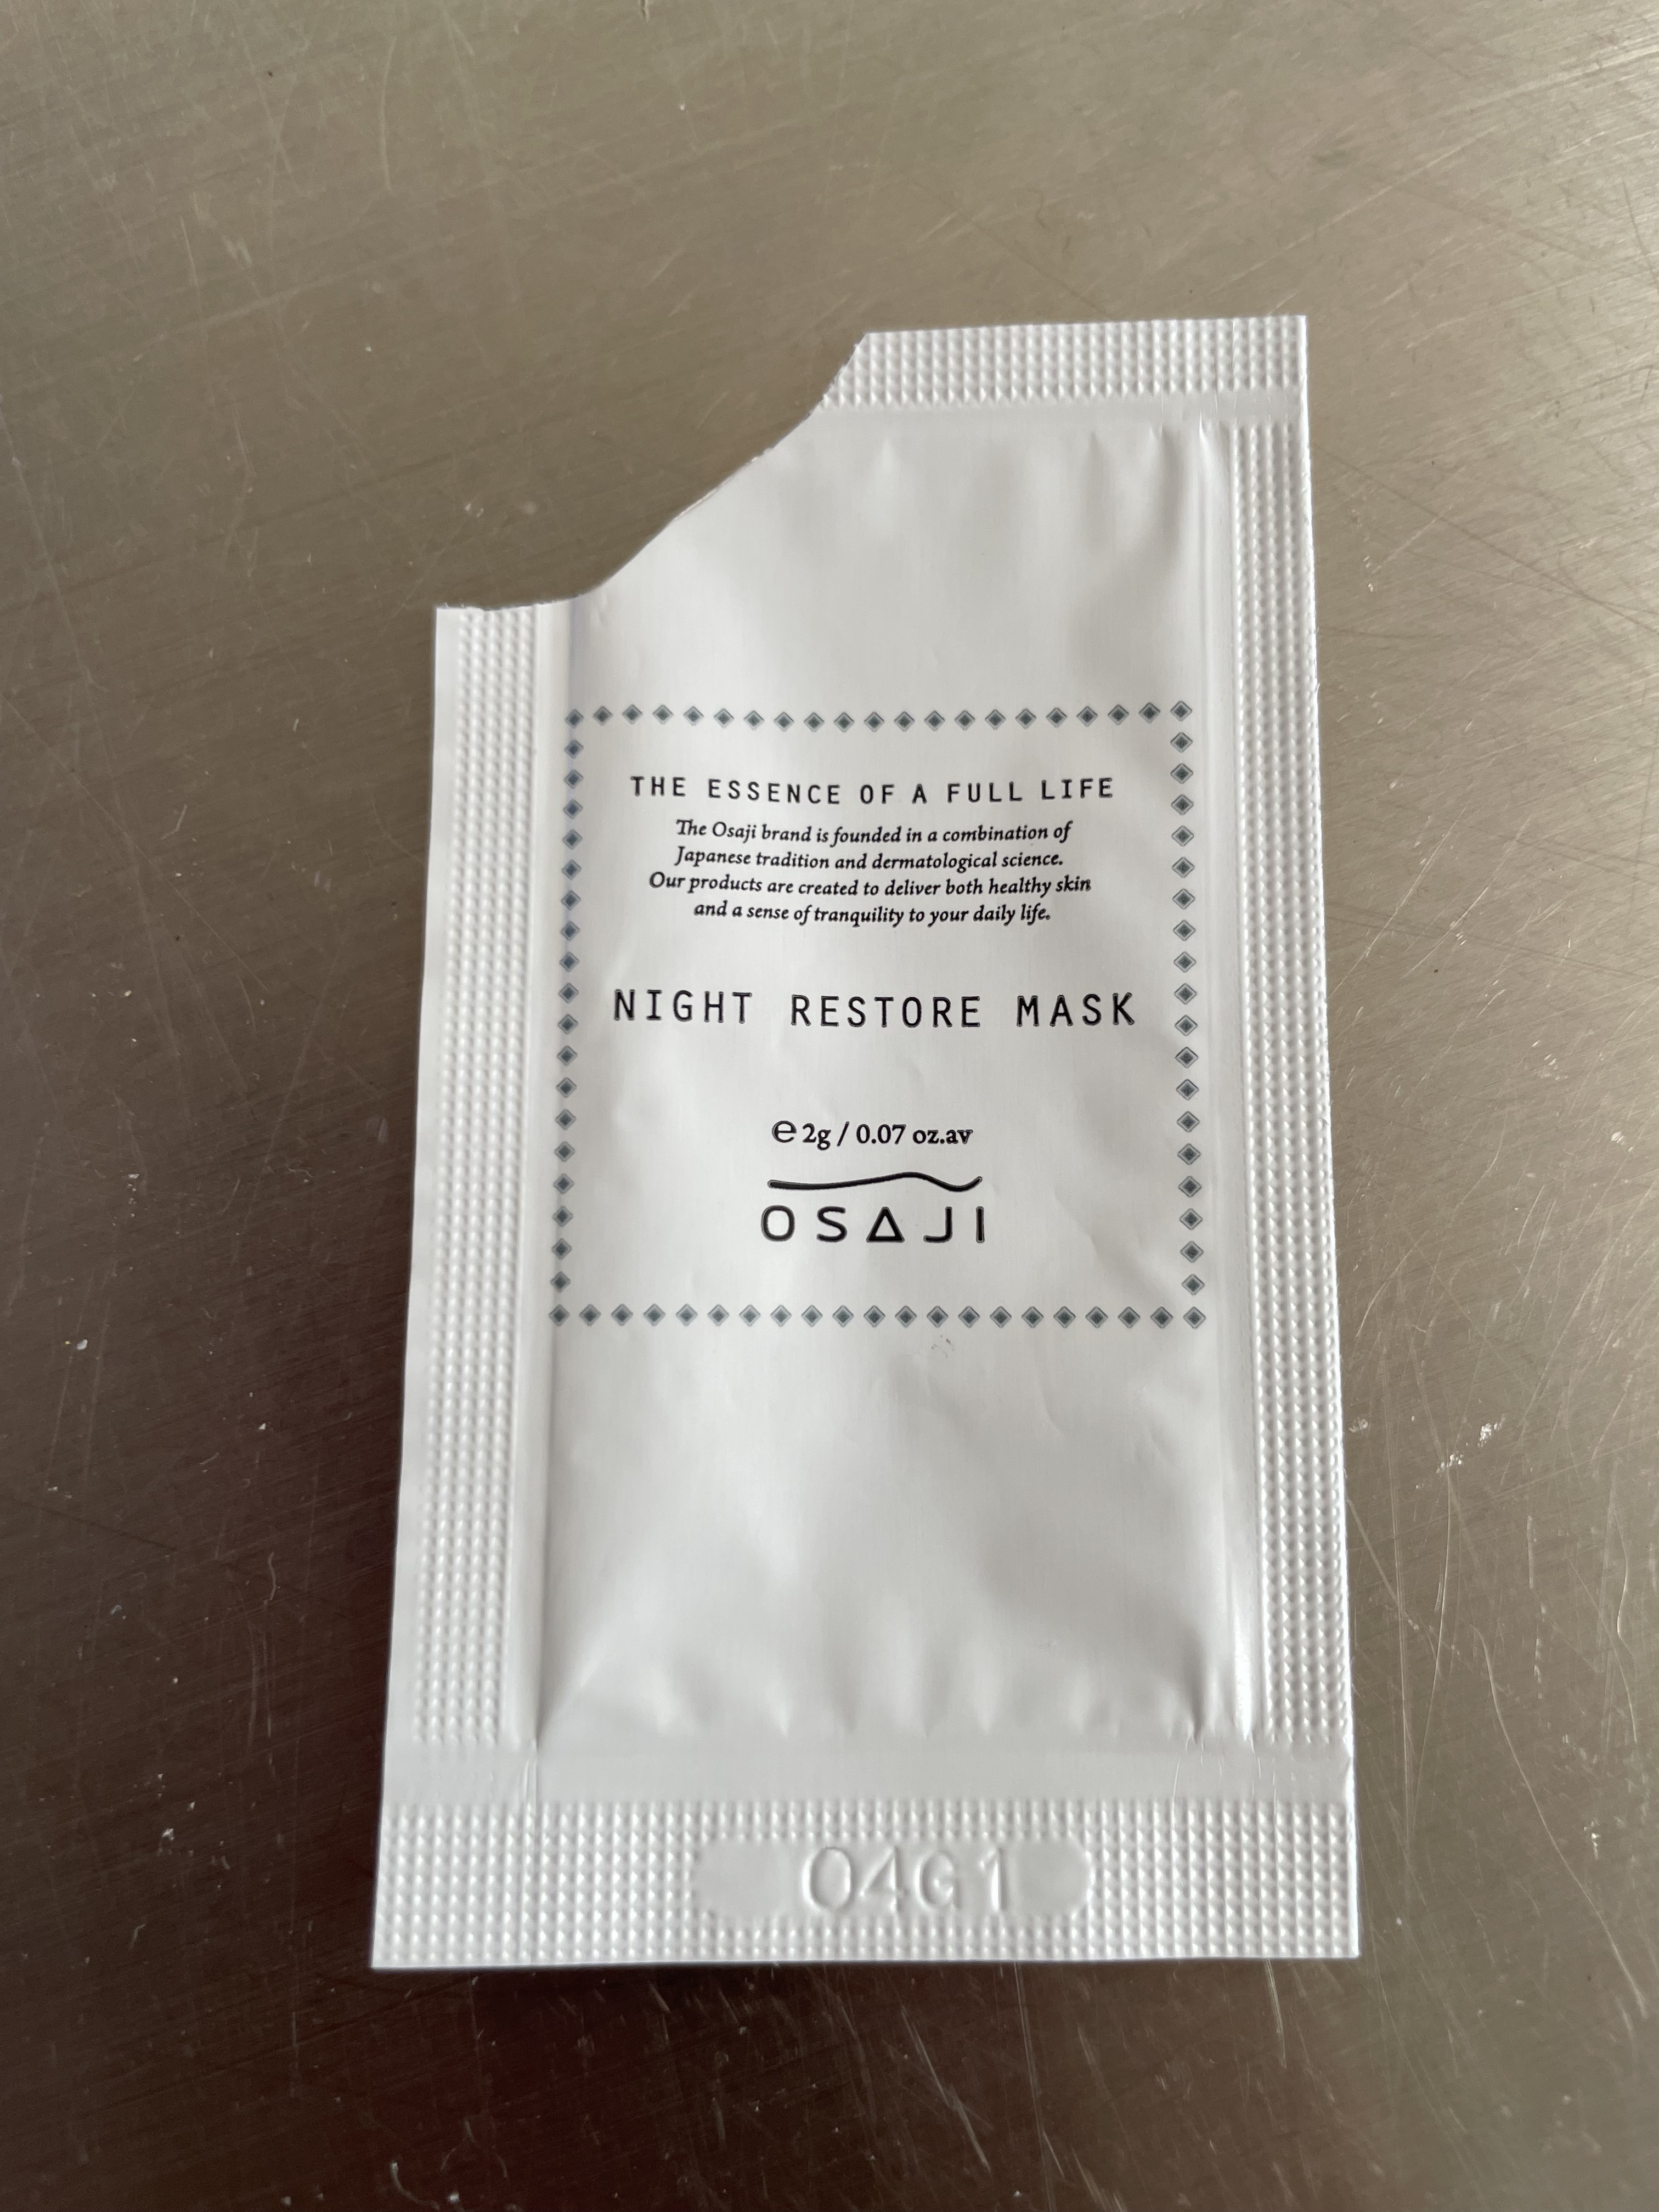 THE ESSENCE OF A FULL LIFE
The Osaji brand is founded in a combination of
Japanese tradition and dermatological science.
Our products are created to deliver both healthy skin
and a sense of tranquility to your daily life.
NIGHT RESTORE MASK
℮ 2g / 0.07 oz.av
OSAJI
04G1